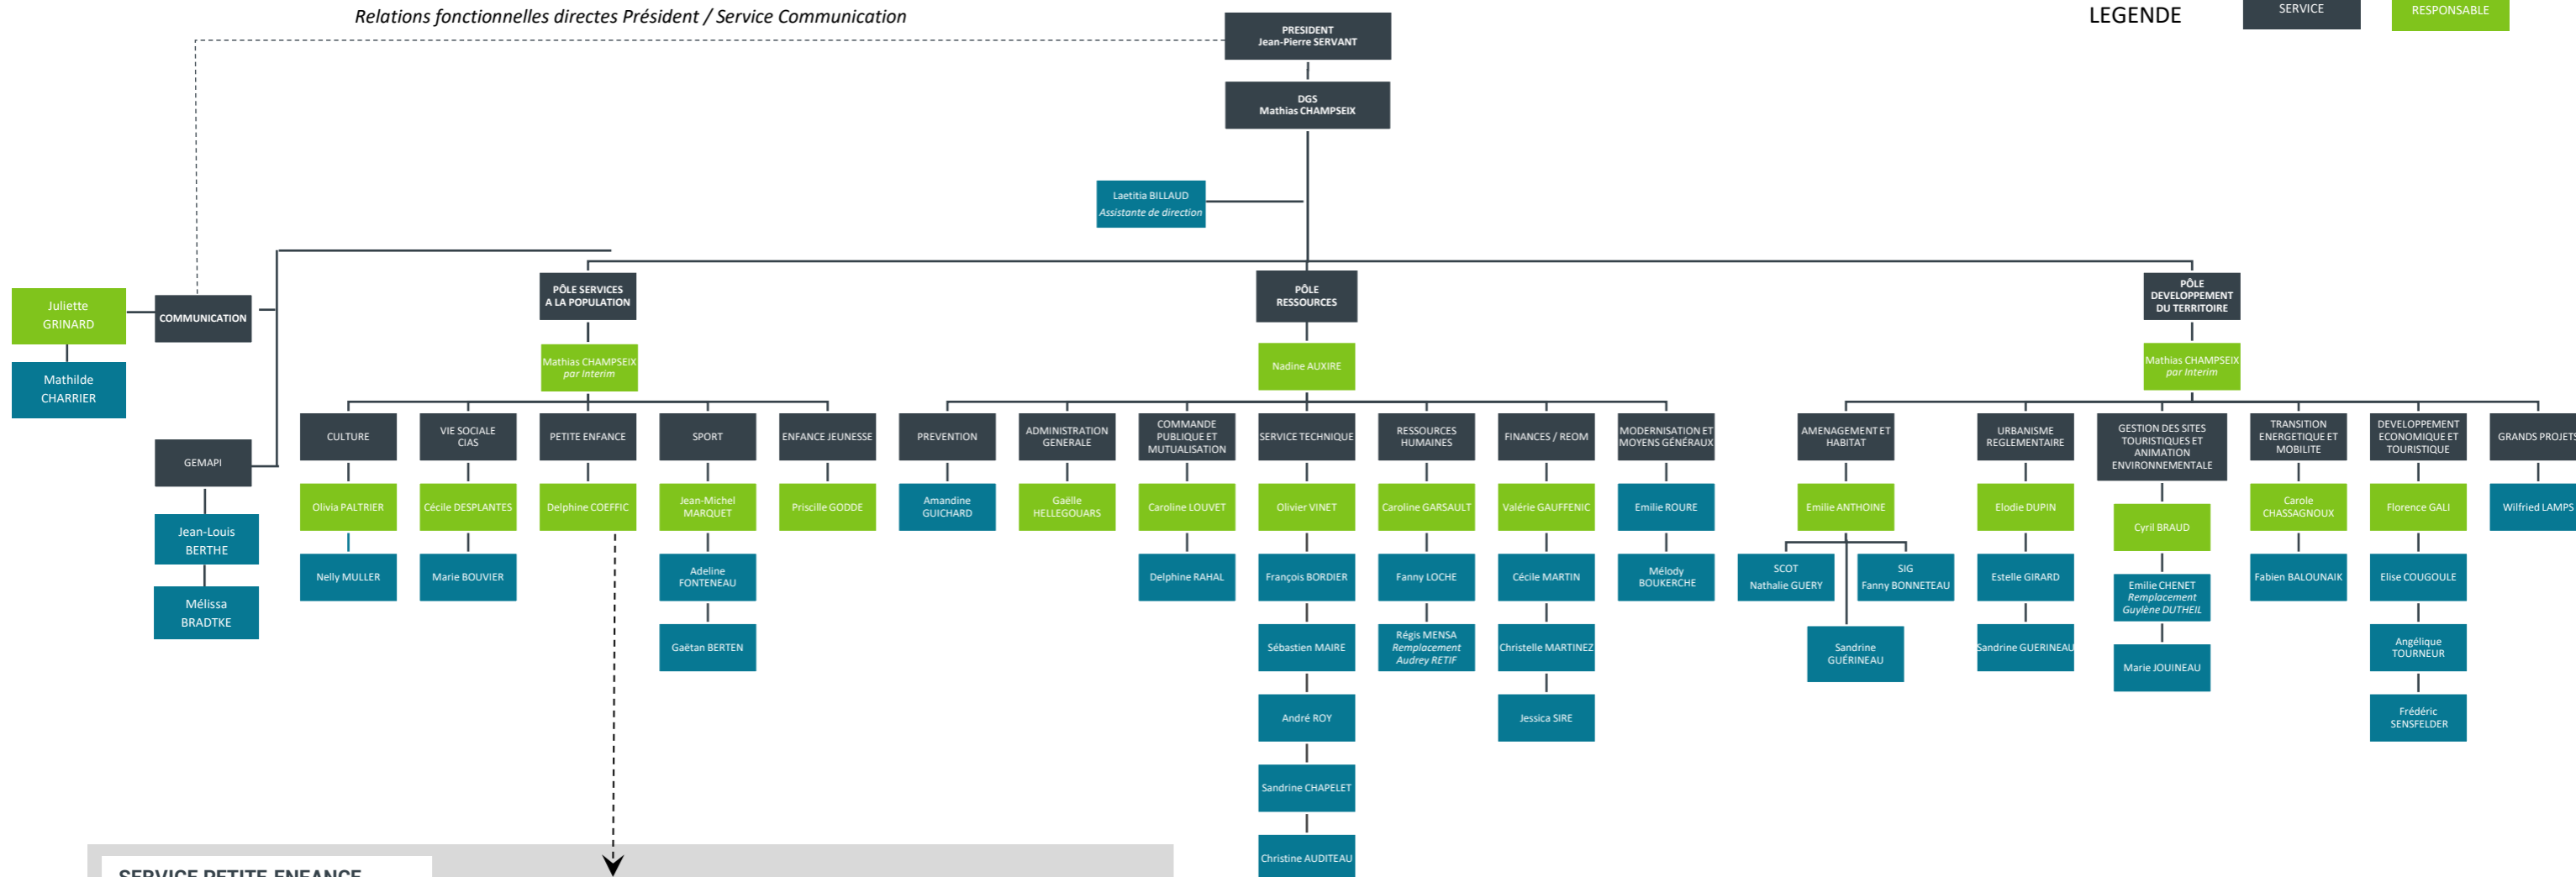 Relations fonctionnelles directes Président / Service Communication
LEGENDE
SERVICE
RESPONSABLE
PRESIDENT
Jean-Pierre SERVANT
DGS
Mathias CHAMPSEIX
Laetitia BILLAUD
Assistante de direction
Juliette
GRINARD
COMMUNICATION
Mathilde
CHARRIER
GEMAPI
Jean-Louis
BERTHE
Mélissa
BRADTKE
PÔLE SERVICES
A LA POPULATION
Mathias CHAMPSEIX
par Interim
CULTURE
Olivia PALTRIER
Nelly MULLER
VIE SOCIALE
CIAS
Cécile DESPLANTES
Marie BOUVIER
PETITE ENFANCE
Delphine COEFFIC
SPORT
Jean-Michel
MARQUET
Adeline
FONTENEAU
Gaëtan BERTEN
ENFANCE JEUNESSE
Priscille GODDE
PÔLE
RESSOURCES
Nadine AUXIRE
PREVENTION
Amandine
GUICHARD
ADMINISTRATION
GENERALE
Gaëlle
HELLEGOUARS
COMMANDE
PUBLIQUE ET
MUTUALISATION
Caroline LOUVET
Delphine RAHAL
SERVICE TECHNIQUE
Olivier VINET
François BORDIER
Sébastien MAIRE
André ROY
Sandrine CHAPELET
Christine AUDITEAU
RESSOURCES
HUMAINES
Caroline GARSAULT
Fanny LOCHE
Régis MENSA
Remplacement
Audrey RETIF
FINANCES / REOM
Valérie GAUFFENIC
Cécile MARTIN
Christelle MARTINEZ
Jessica SIRE
MODERNISATION ET
MOYENS GÉNÉRAUX
Emilie ROURE
Mélody
BOUKERCHE
PÔLE
DEVELOPPEMENT
DU TERRITOIRE
Mathias CHAMPSEIX
par Interim
AMENAGEMENT ET
HABITAT
Emilie ANTHOINE
SCOT
Nathalie GUERY
SIG
Fanny BONNETEAU
Sandrine
GUÉRINEAU
URBANISME
REGLEMENTAIRE
Elodie DUPIN
Estelle GIRARD
Sandrine GUERINEAU
GESTION DES SITES
TOURISTIQUES ET
ANIMATION
ENVIRONNEMENTALE
Cyril BRAUD
Emilie CHENET
Remplacement
Guylène DUTHEIL
Marie JOUINEAU
TRANSITION
ENERGETIQUE ET
MOBILITE
Carole
CHASSAGNOUX
Fabien BALOUNAIK
DEVELOPPEMENT
ECONOMIQUE ET
TOURISTIQUE
Florence GALI
Elise COUGOULE
Angélique
TOURNEUR
Frédéric
SENSFELDER
GRANDS PROJETS
Wilfried LAMPS
SERVICE PETITE ENFANCE